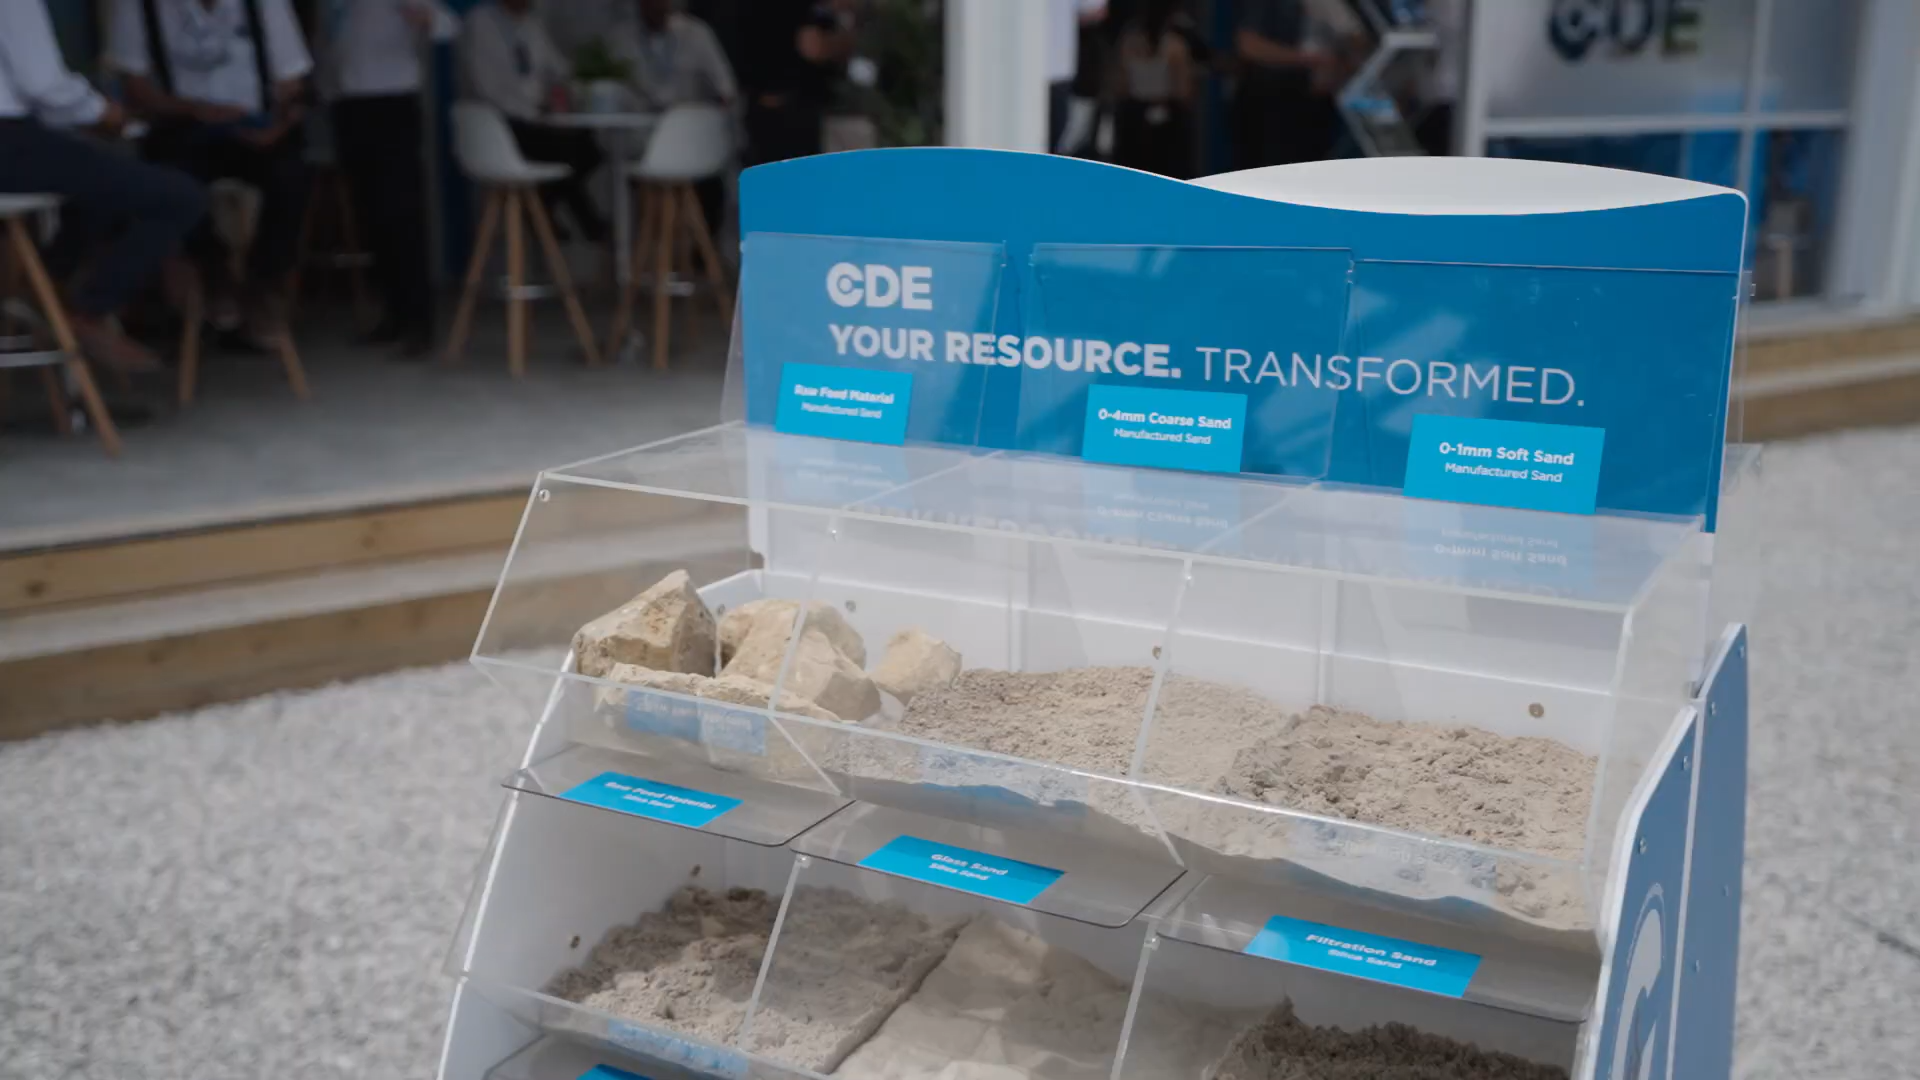 CDE
CDE
YOUR RESOURCE. TRANSFORMED.
Raw Feed Material
Manufactured Sand
0-4mm Coarse Sand
Manufactured Sand
0-1mm Soft Sand
Manufactured Sand
Raw Feed Material
Silica Sand
Glass Sand
Silica Sand
Filtration Sand
Silica Sand